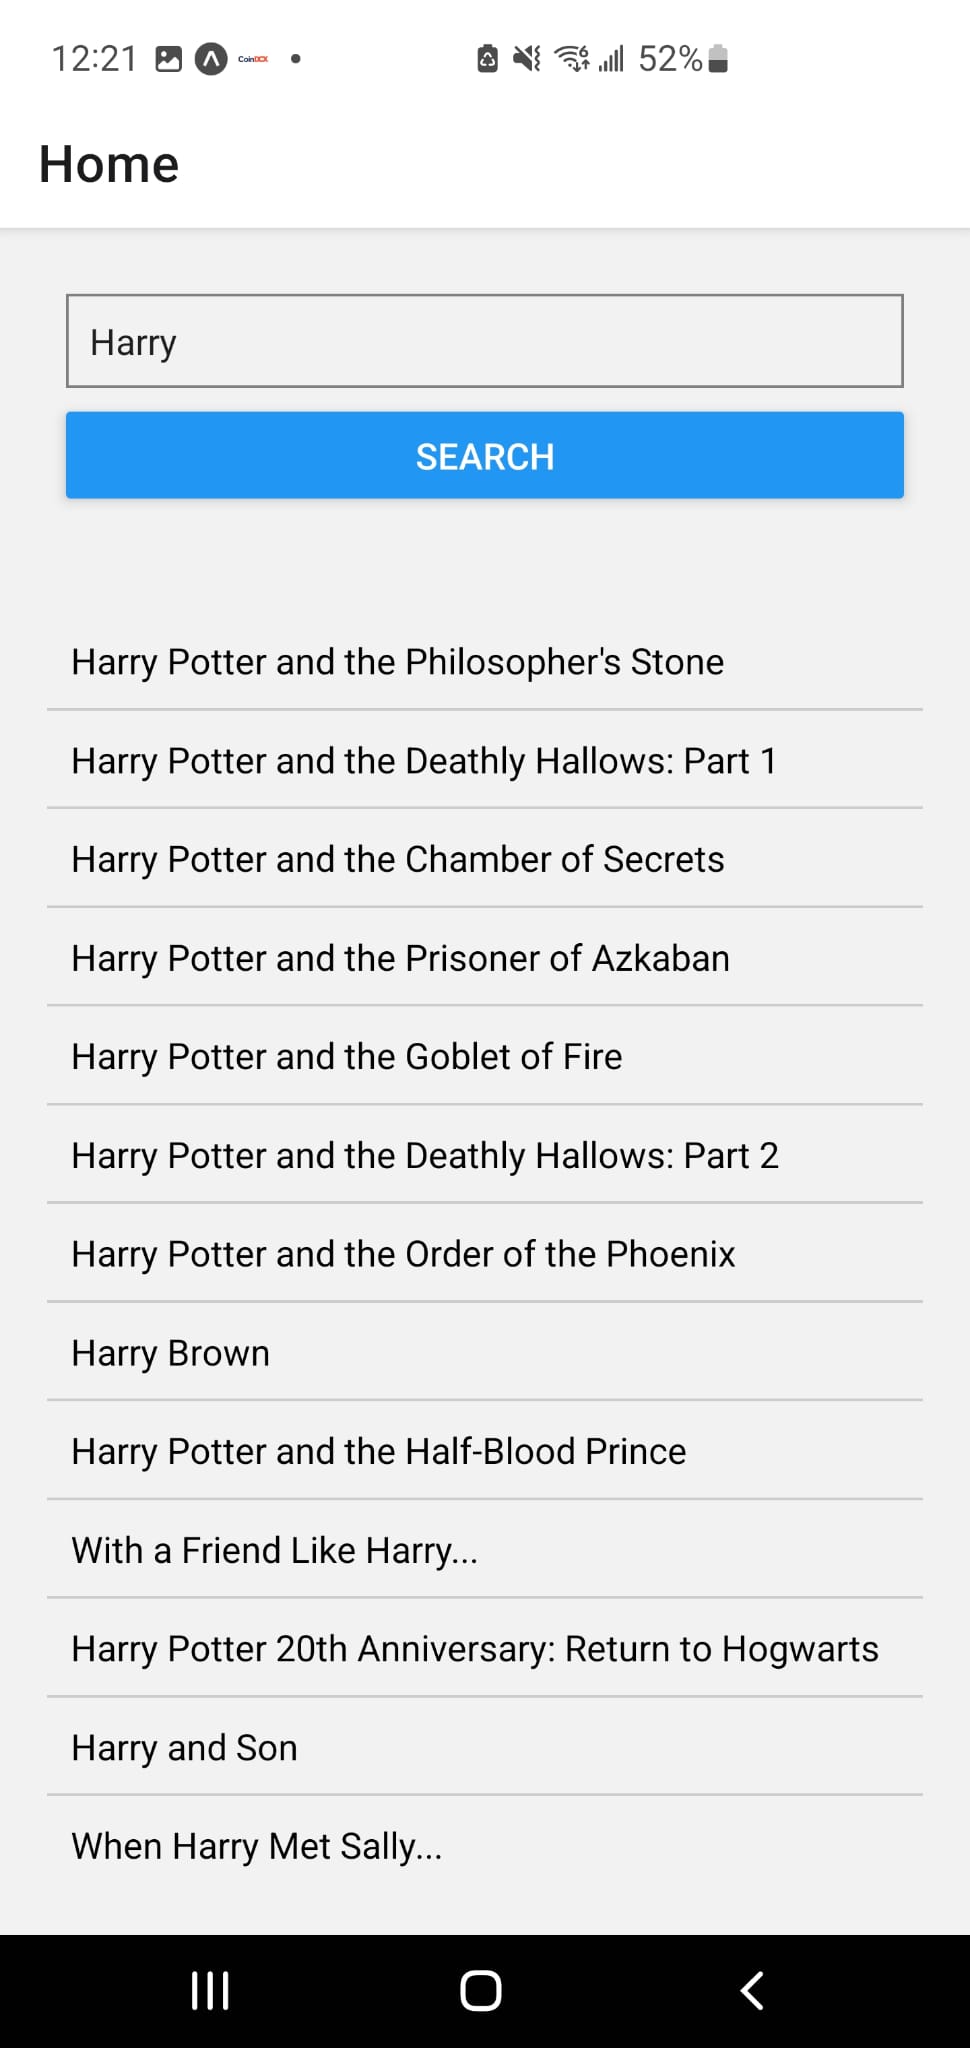 12:21 CoinDCX 52%
Home
Harry
SEARCH
Harry Potter and the Philosopher's Stone
Harry Potter and the Deathly Hallows: Part 1
Harry Potter and the Chamber of Secrets
Harry Potter and the Prisoner of Azkaban
Harry Potter and the Goblet of Fire
Harry Potter and the Deathly Hallows: Part 2
Harry Potter and the Order of the Phoenix
Harry Brown
Harry Potter and the Half-Blood Prince
With a Friend Like Harry...
Harry Potter 20th Anniversary: Return to Hogwarts
Harry and Son
When Harry Met Sally...